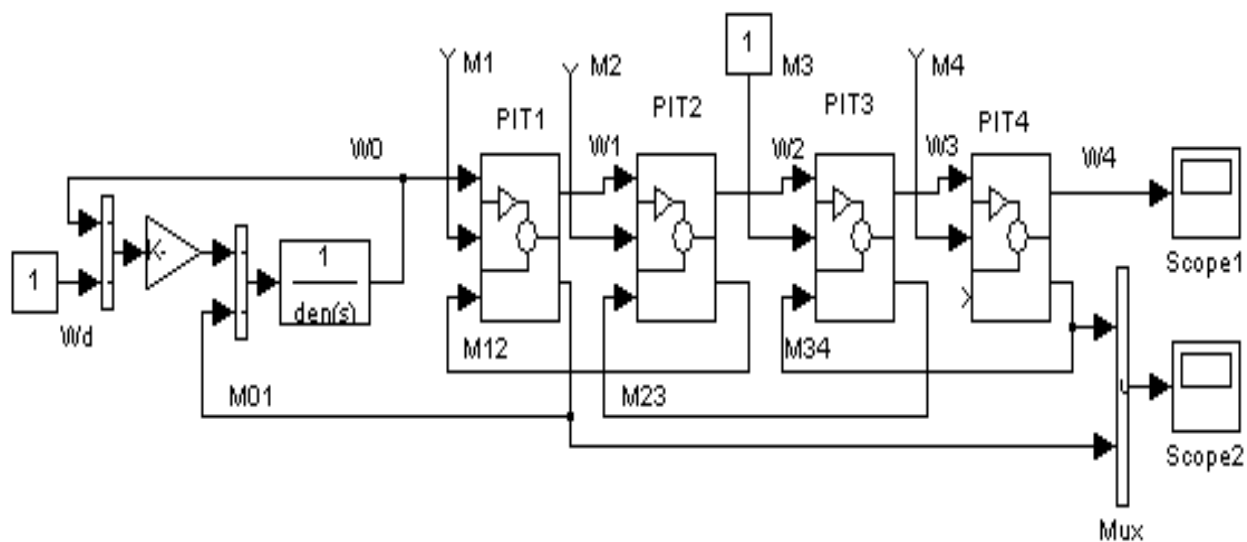 1
M1
M2
M3
M4
PIT1
PIT2
PIT3
PIT4
W0
W1
W2
W3
W4
1
Wd
K-
1
den(s)
M01
M12
M23
M34
Scope1
Scope2
Mux